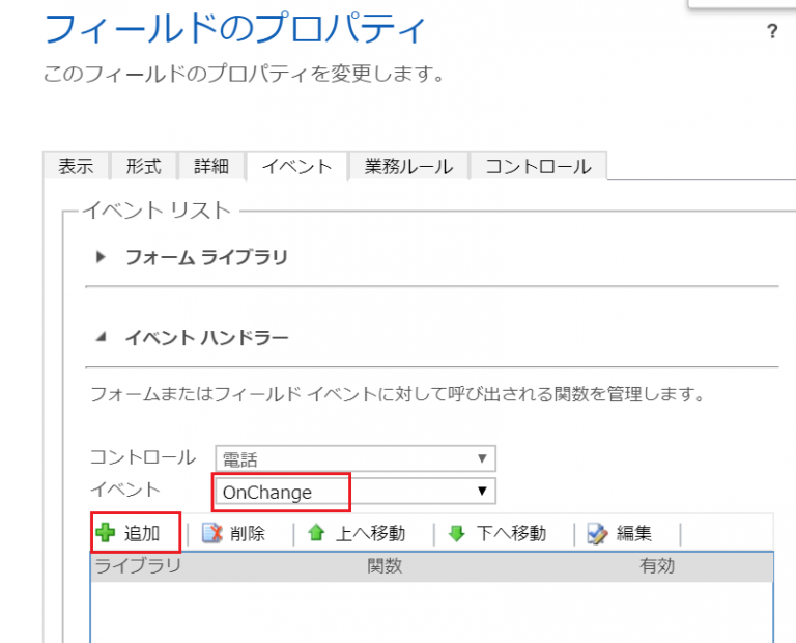 フィールドのプロパティ
?
このフィールドのプロパティを変更します。
表示 形式 詳細 イベント 業務ルール コントロール
イベント リスト
フォーム ライブラリ
イベント ハンドラー
フォームまたはフィールド イベントに対して呼び出される関数を管理します。
コントロール 電話
イベント OnChange
追加 削除 上へ移動 下へ移動 編集
ライブラリ 関数 有効